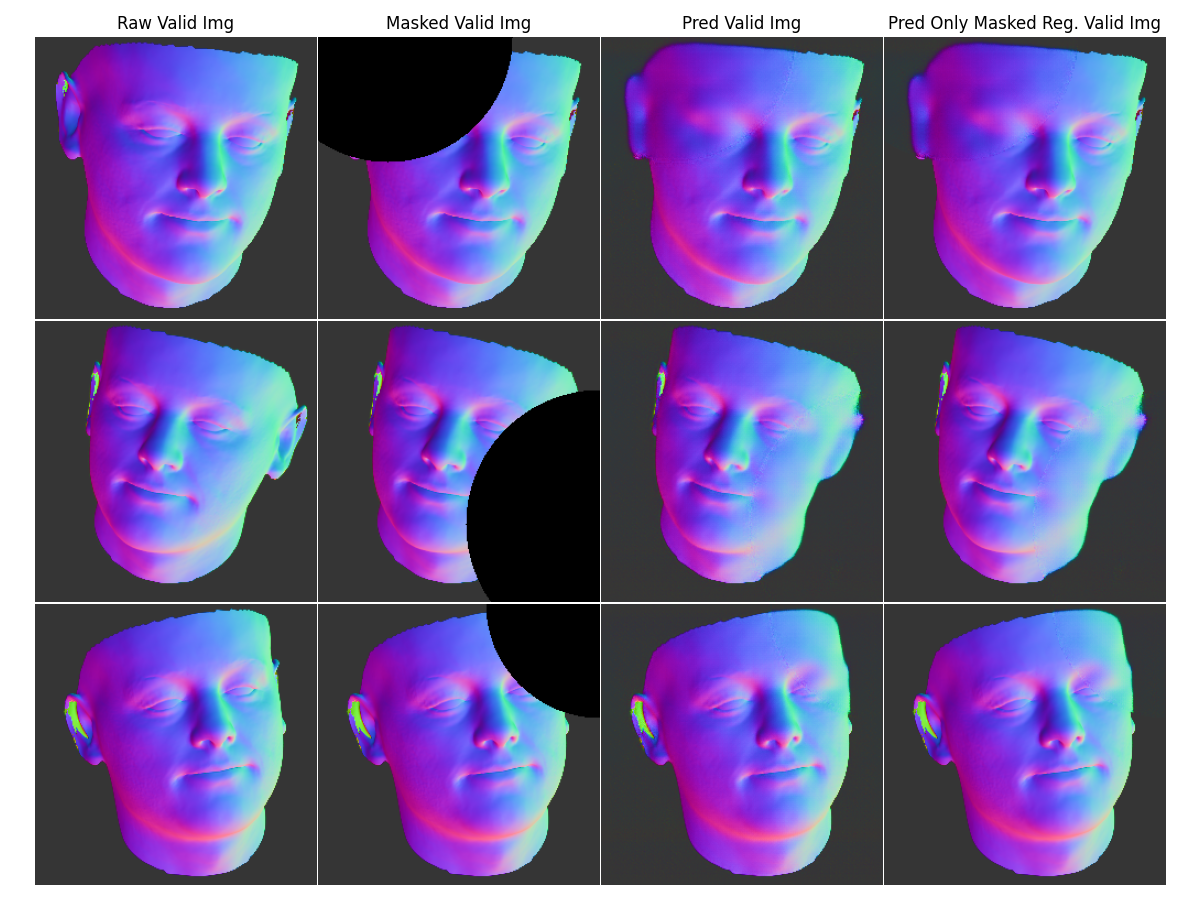 Raw Valid Img
Masked Valid Img
Pred Valid Img
Pred Only Masked Reg. Valid Img